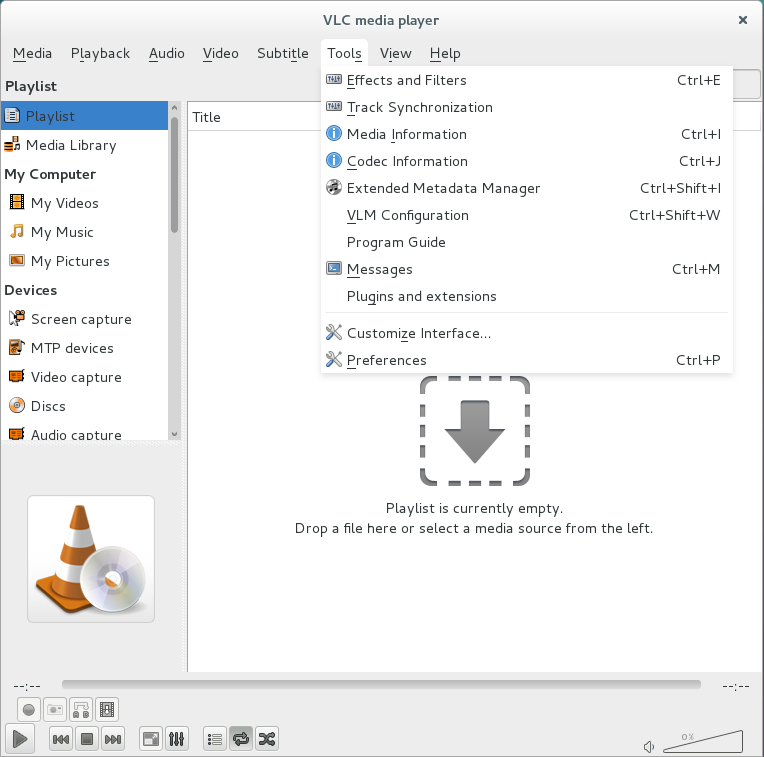 VLC media player
Media Playback Audio Video Subtitle Tools View Help
Playlist
Playlist
Media Library
My Computer
My Videos
My Music
My Pictures
Devices
Screen capture
MTP devices
Video capture
Discs
Audio capture
Title
Effects and Filters Ctrl+E
Track Synchronization
Media Information Ctrl+I
Codec Information Ctrl+J
Extended Metadata Manager Ctrl+Shift+I
VLM Configuration Ctrl+Shift+W
Program Guide
Messages Ctrl+M
Plugins and extensions
Customize Interface...
Preferences Ctrl+P
Playlist is currently empty.
Drop a file here or select a media source from the left.
--:-- --:--
0%